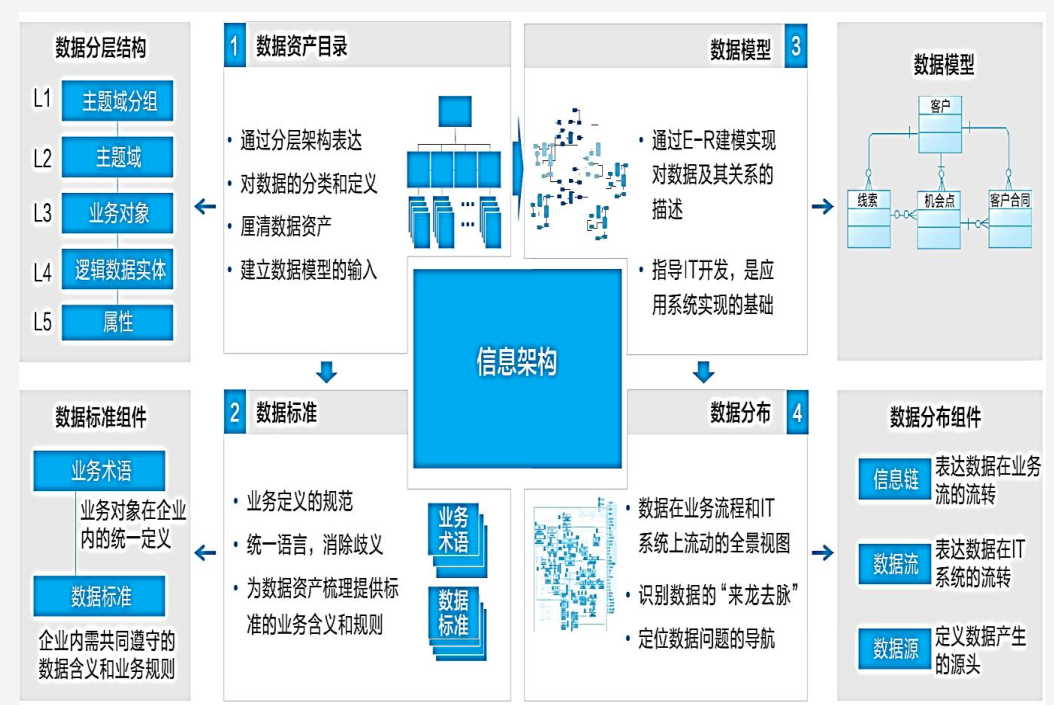 数据分层结构
L1 主题域分组
L2 主题域
L3 业务对象
L4 逻辑数据实体
L5 属性
1 数据资产目录
• 通过分层架构表达
• 对数据的分类和定义
• 厘清数据资产
• 建立数据模型的输入
数据模型 3
• 通过E-R建模实现
对数据及其关系的
描述
• 指导IT开发，是应
用系统实现的基础
数据模型
客户
线索
机会点
客户合同
信息架构
数据标准组件
业务术语
业务对象在企业
内的统一定义
数据标准
企业内需共同遵守的
数据含义和业务规则
2 数据标准
• 业务定义的规范
• 统一语言，消除歧义
• 为数据资产梳理提供标
准的业务含义和规则
业务
术语
数据
标准
数据分布 4
• 数据在业务流程和IT
系统上流动的全景视图
• 识别数据的“来龙去脉”
• 定位数据问题的导航
数据分布组件
信息链
表达数据在业务
流的流转
数据流
表达数据在IT
系统的流转
数据源
定义数据产生
的源头